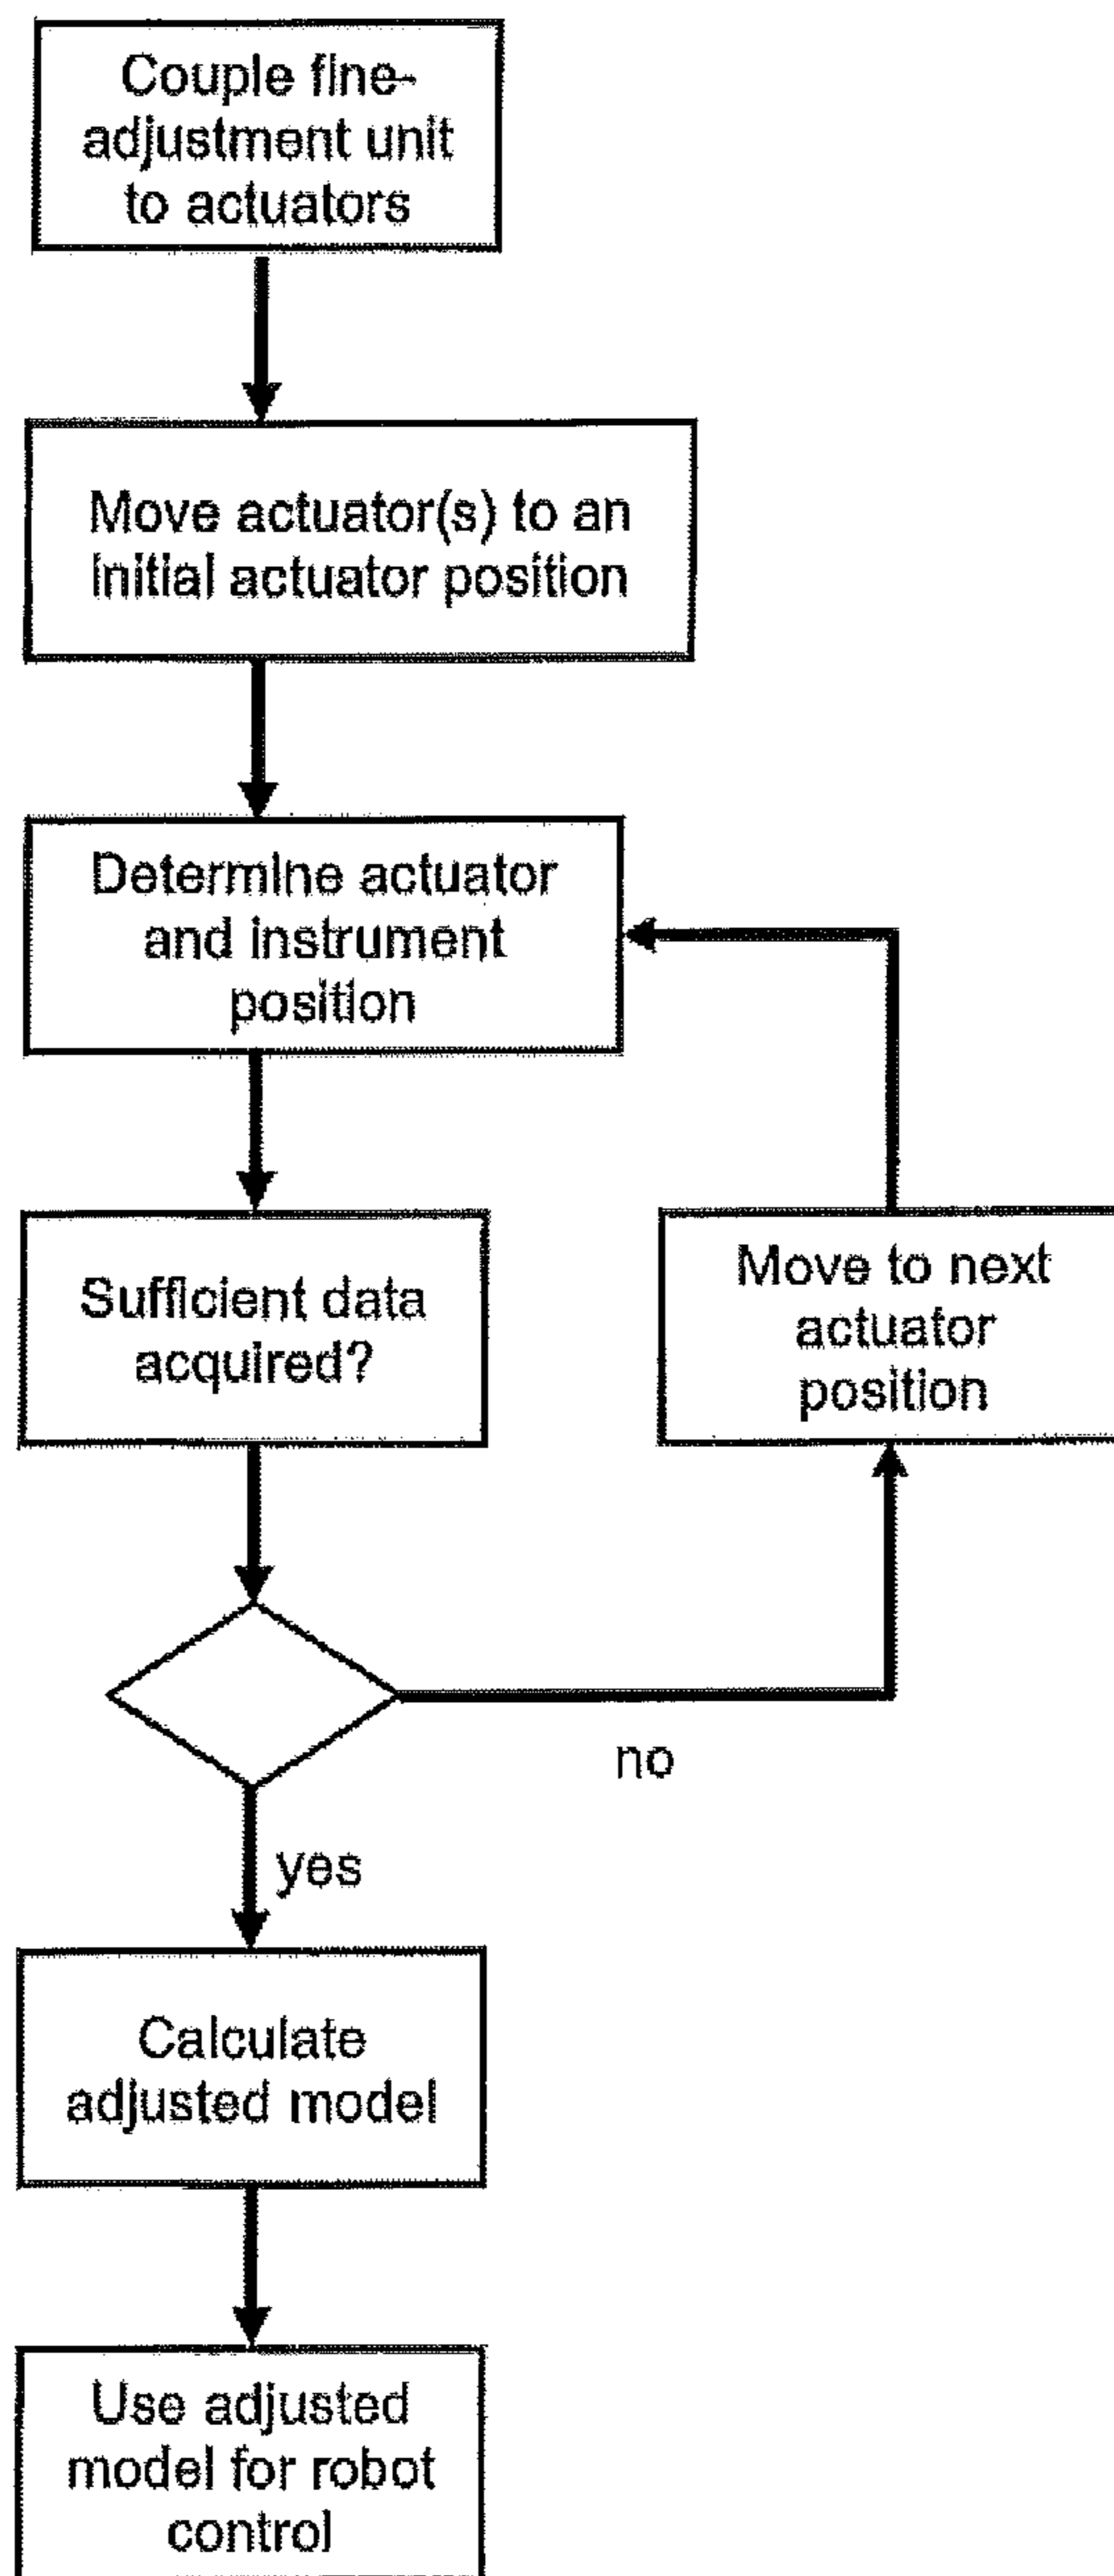 Couple fine-
adjustment unit
to actuators
Move actuator(s) to an
initial actuator position
Determine actuator
and instrument
position
Sufficient data
acquired?
Move to next
actuator
position
no
yes
Calculate
adjusted model
Use adjusted
model for robot
control